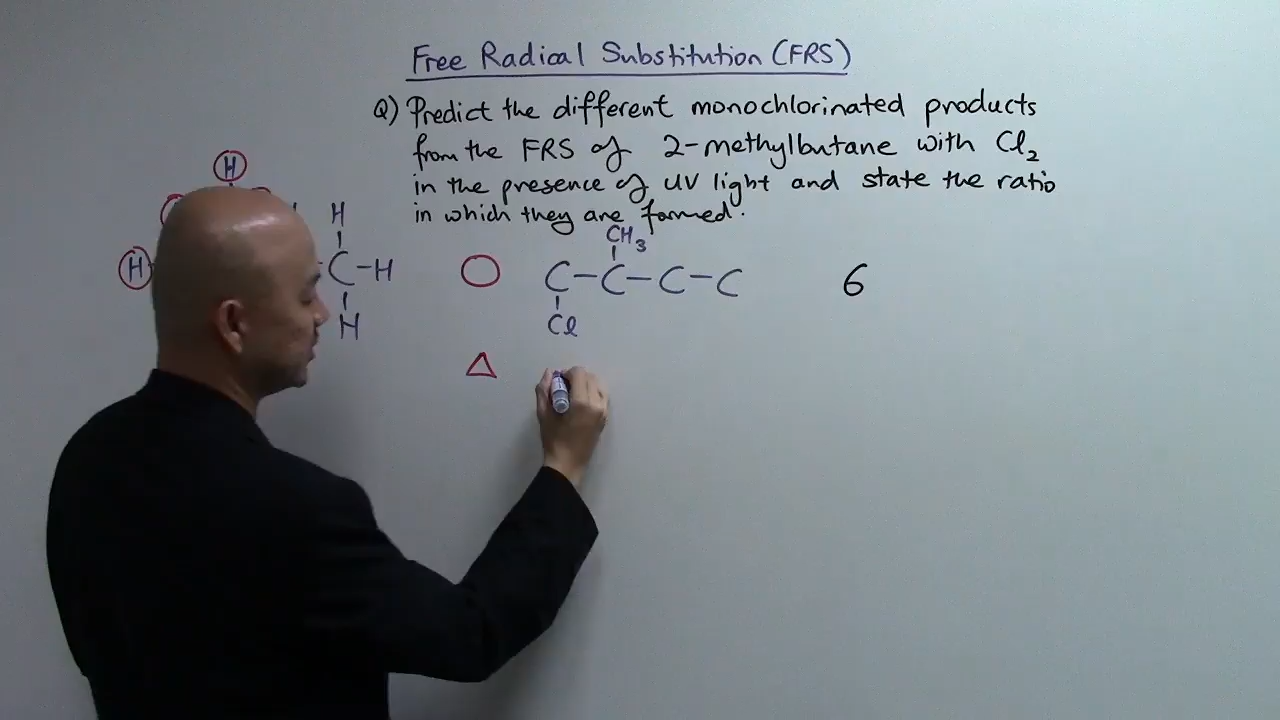 Free Radical Substitution (FRS)
Q) Predict the different monochlorinated products
from the FRS of 2-methylbutane with Cl2
in the presence of UV light and state the ratio
in which they are formed.
H
H
CH3
H
C-H
C-C-C-C
6
H
Cl